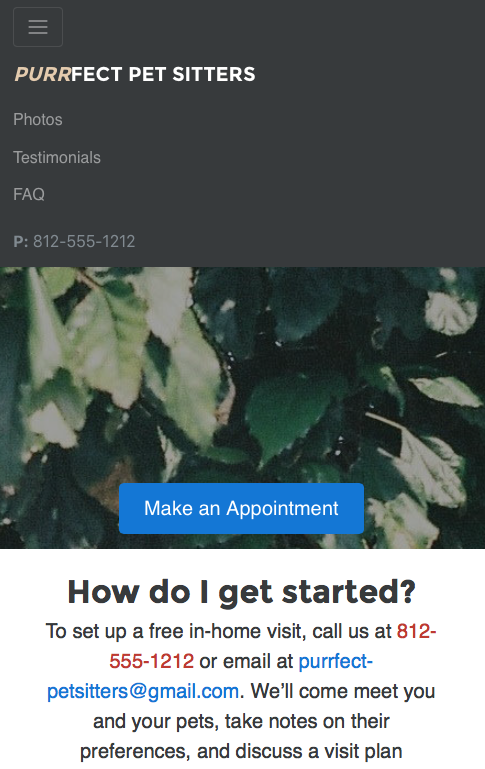 PURRFECT PET SITTERS
Photos
Testimonials
FAQ
P: 812-555-1212
Make an Appointment
How do I get started?
To set up a free in-home visit, call us at 812-
555-1212 or email at purrfect-
petsitters@gmail.com. We’ll come meet you
and your pets, take notes on their
preferences, and discuss a visit plan